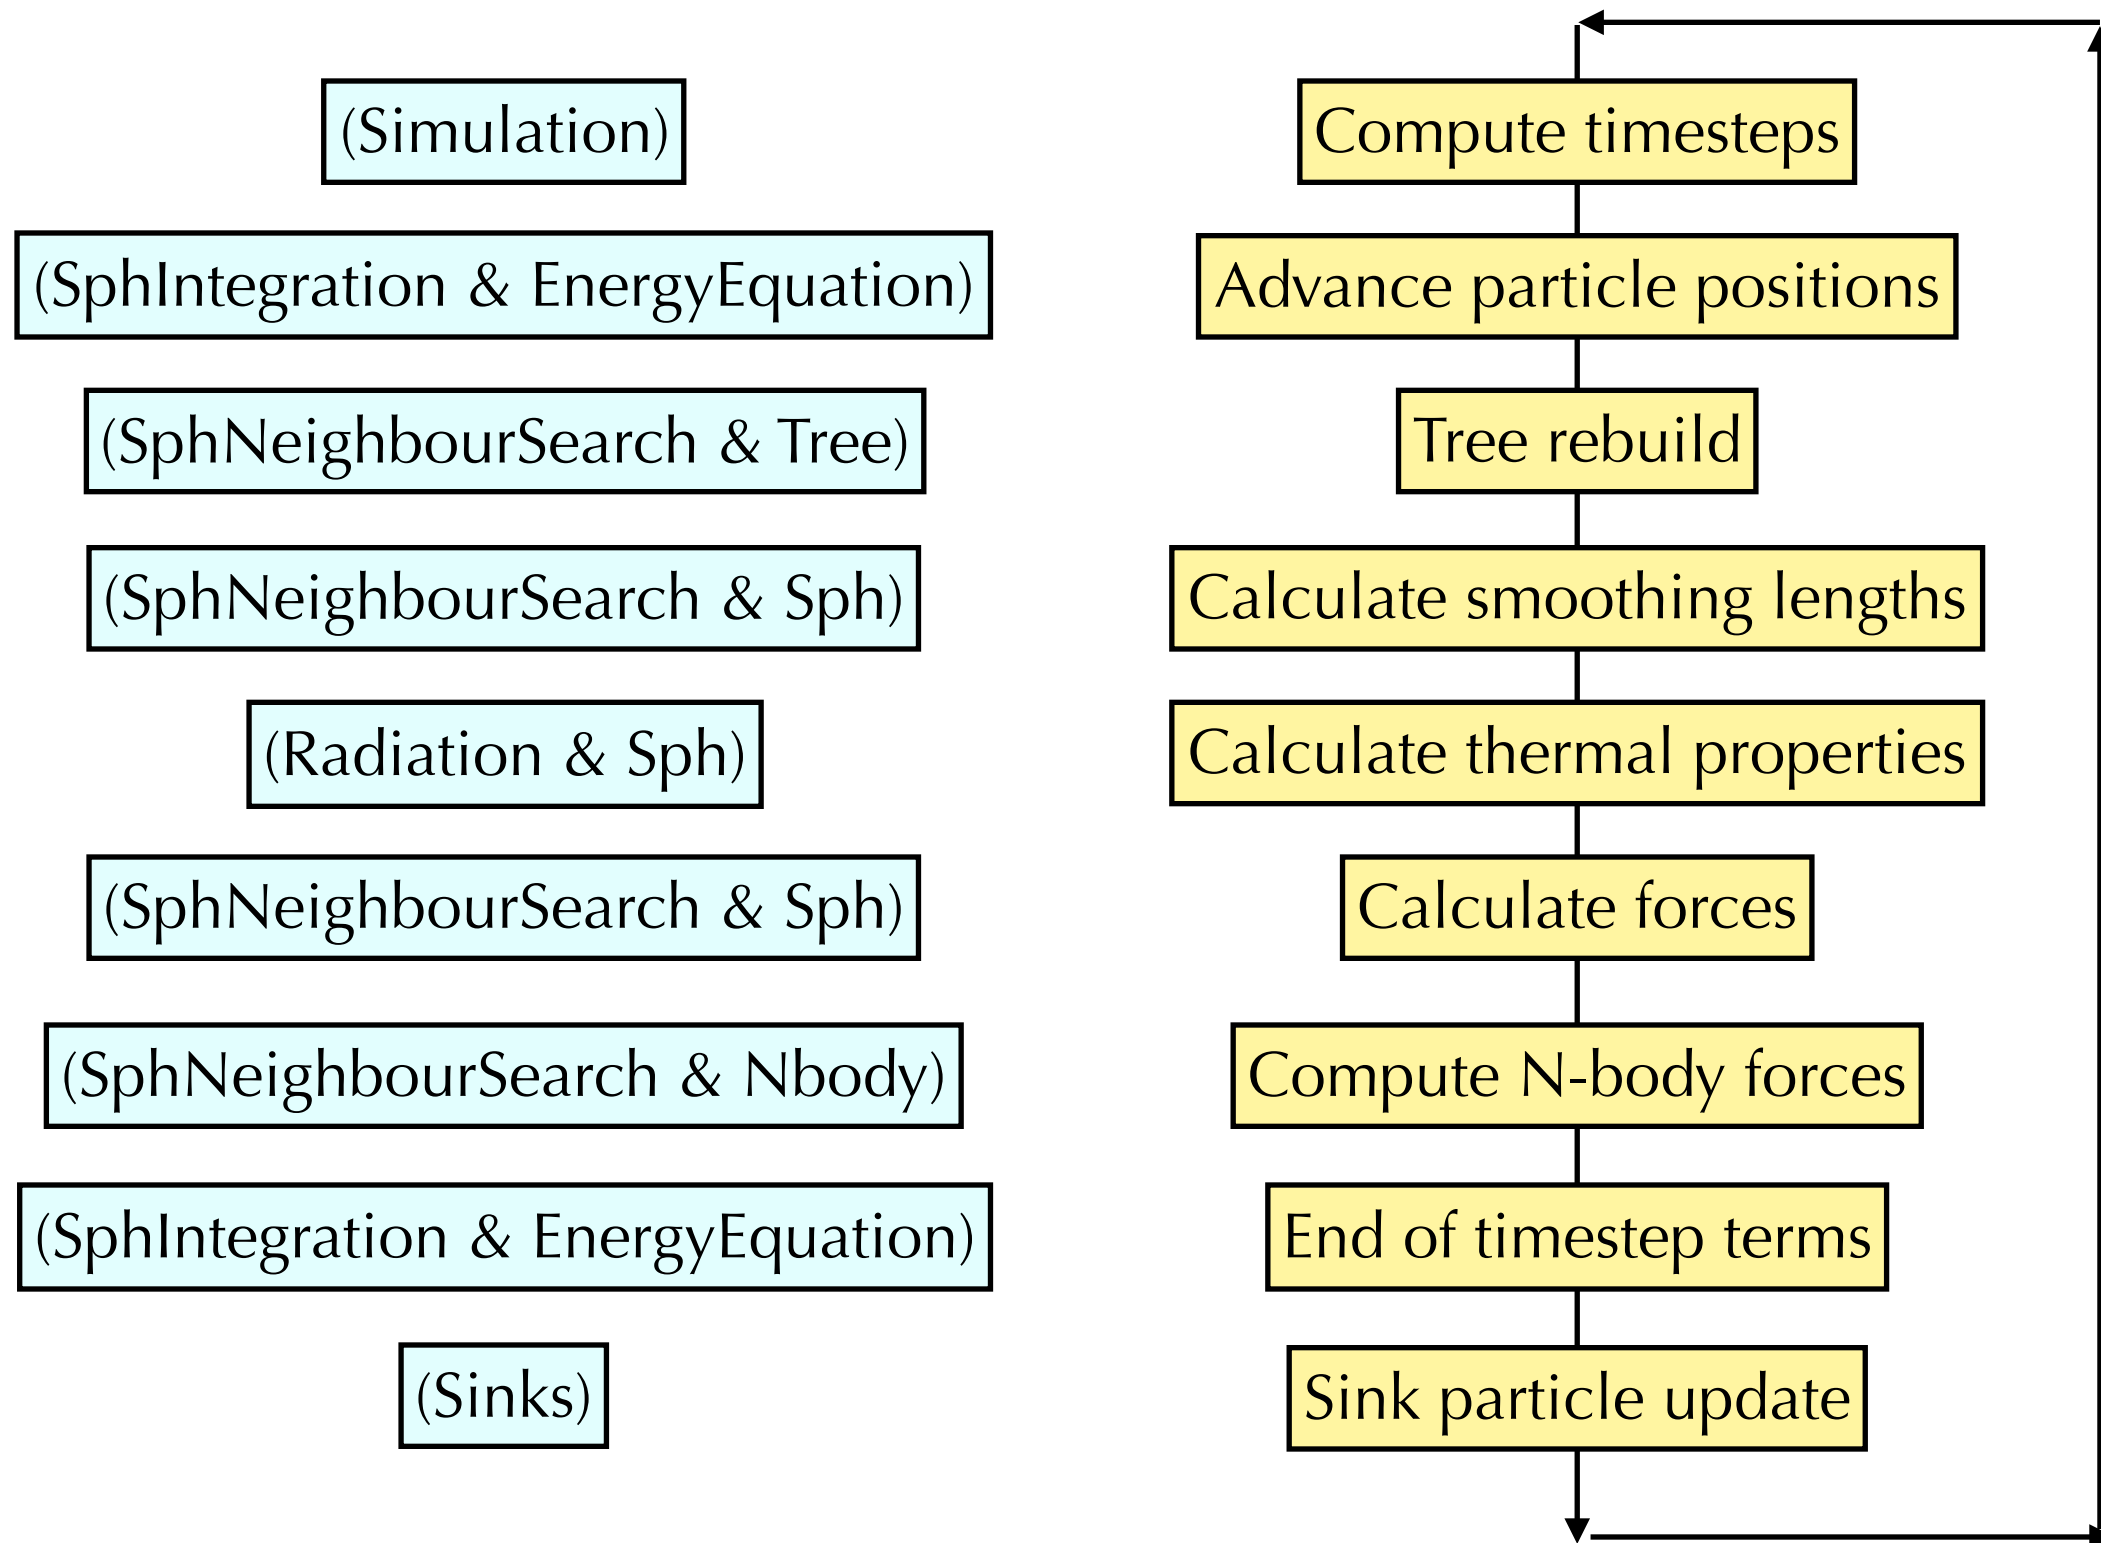 (Simulation)
Compute timesteps
(SphIntegration & EnergyEquation)
Advance particle positions
(SphNeighbourSearch & Tree)
Tree rebuild
(SphNeighbourSearch & Sph)
Calculate smoothing lengths
(Radiation & Sph)
Calculate thermal properties
(SphNeighbourSearch & Sph)
Calculate forces
(SphNeighbourSearch & Nbody)
Compute N-body forces
(SphIntegration & EnergyEquation)
End of timestep terms
(Sinks)
Sink particle update